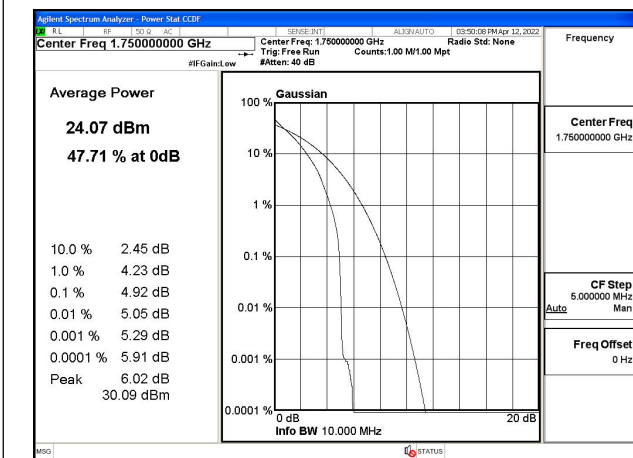 Agilent Spectrum Analyzer - Power Stat CCDF
LXI RL RF 50 Ω AC SENSE:INT ALIGNAUTO 03:50:08 PM Apr 12, 2022
Center Freq 1.750000000 GHz
Center Freq: 1.750000000 GHz Radio Std: None
Trig: Free Run Counts:1.00 M/1.00 Mpt
#IFGain:Low #Atten: 40 dB
Frequency
Average Power
24.07 dBm
47.71 % at 0dB
10.0 % 2.45 dB
1.0 % 4.23 dB
0.1 % 4.92 dB
0.01 % 5.05 dB
0.001 % 5.29 dB
0.0001 % 5.91 dB
Peak 6.02 dB
30.09 dBm
Gaussian
100 %
10 %
1 %
0.1 %
0.01 %
0.001 %
0.0001 %
0 dB 20 dB
Info BW 10.000 MHz
Center Freq
1.750000000 GHz
CF Step
5.000000 MHz
Auto Man
Freq Offset
0 Hz
MSG STATUS